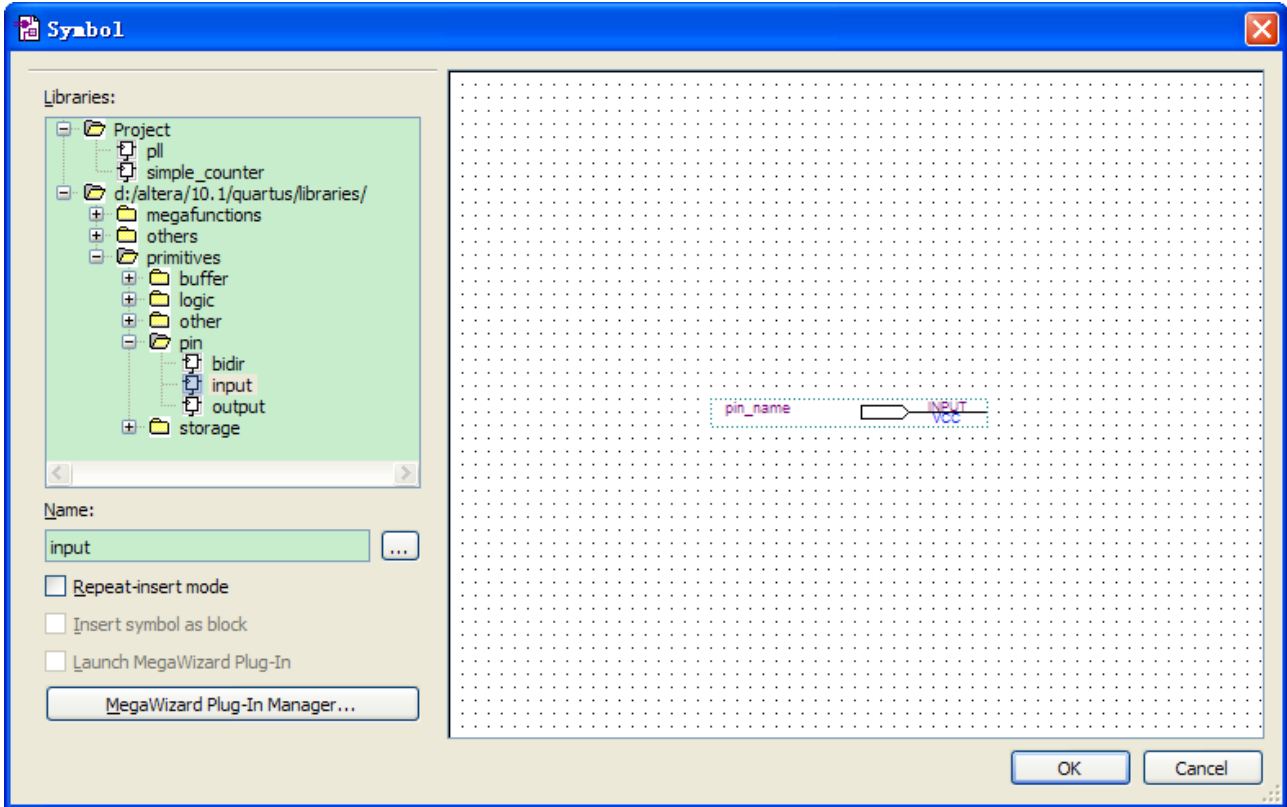 Symbol
Libraries:
Project
pll
simple_counter
d:/altera/10.1/quartus/libraries/
megafunctions
others
primitives
buffer
logic
other
pin
bidir
input
output
storage
Name:
input
...
Repeat-insert mode
Insert symbol as block
Launch MegaWizard Plug-In
MegaWizard Plug-In Manager...
pin_name
INPUT
VCC
OK
Cancel